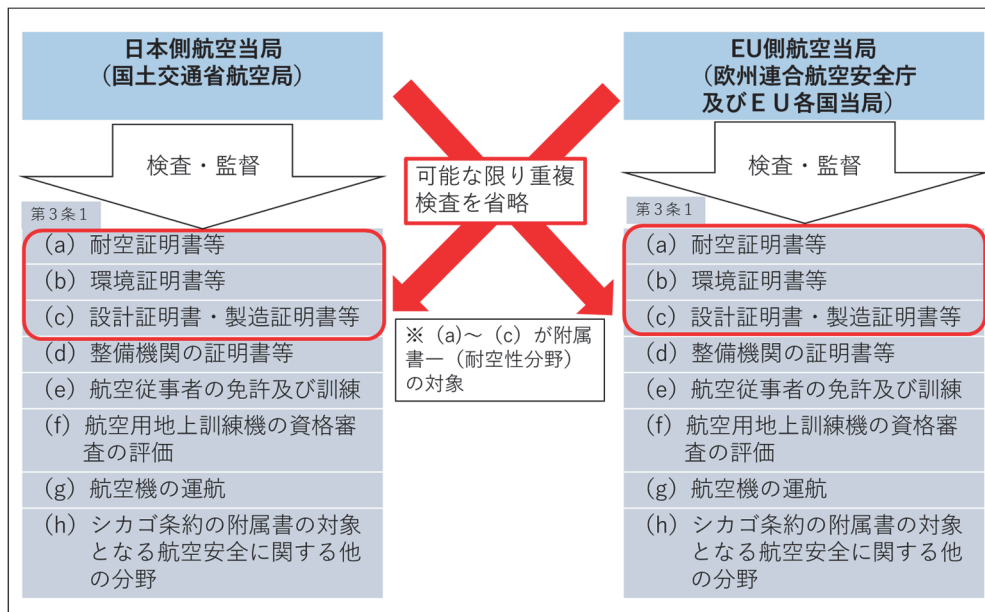 日本側航空当局
（国土交通省航空局）
検査・監督
第３条１
(a) 耐空証明書等
(b) 環境証明書等
(c) 設計証明書・製造証明書等
(d) 整備機関の証明書等
(e) 航空従事者の免許及び訓練
(f) 航空用地上訓練機の資格審
査の評価
(g) 航空機の運航
(h) シカゴ条約の附属書の対象
となる航空安全に関する他
の分野
可能な限り重複
検査を省略
※（a）～（c）が附属
書一（耐空性分野）
の対象
EU側航空当局
（欧州連合航空安全庁
及びＥＵ各国当局）
検査・監督
第３条１
(a) 耐空証明書等
(b) 環境証明書等
(c) 設計証明書・製造証明書等
(d) 整備機関の証明書等
(e) 航空従事者の免許及び訓練
(f) 航空用地上訓練機の資格審
査の評価
(g) 航空機の運航
(h) シカゴ条約の附属書の対象
となる航空安全に関する他
の分野